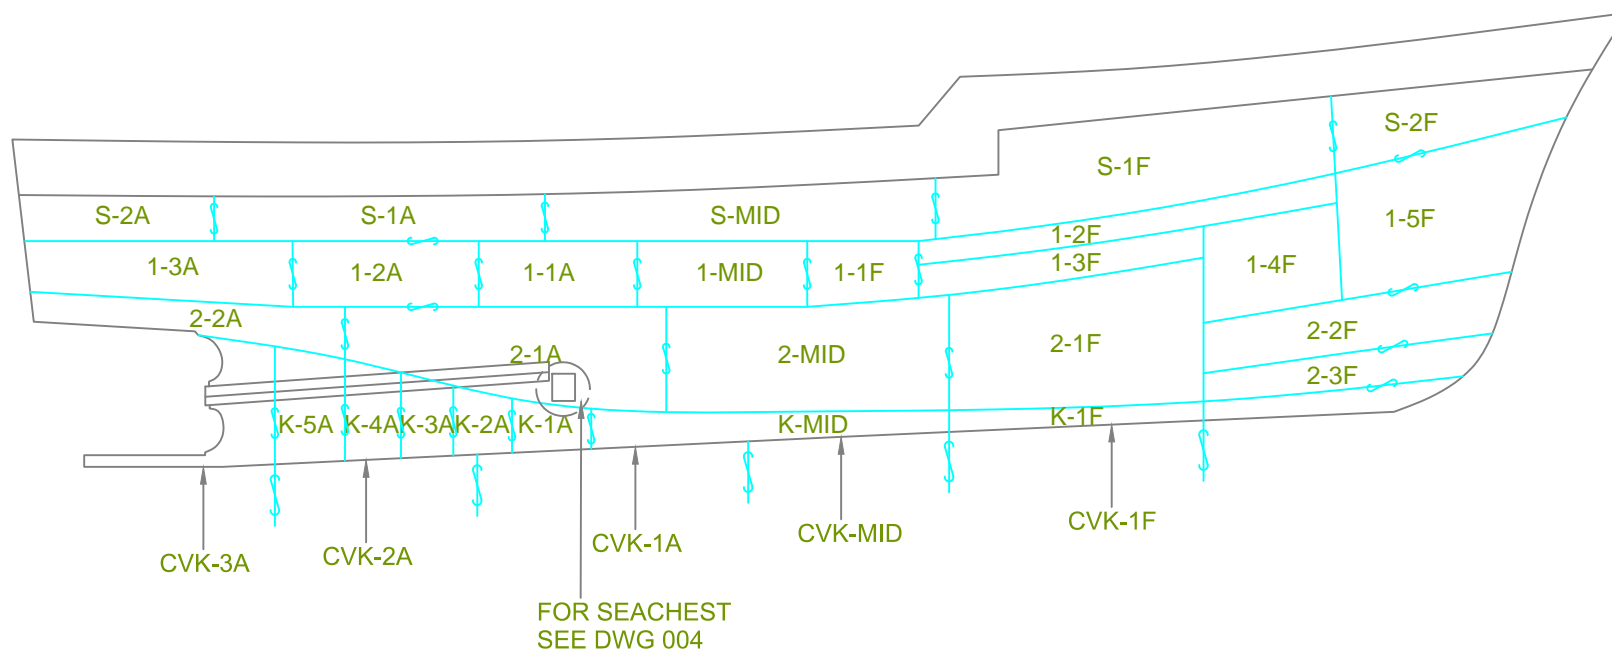 S-2F
S-1F
S-2A
S-1A
S-MID
1-5F
1-2F
1-3F
1-4F
1-3A
1-2A
1-1A
1-MID
1-1F
2-2A
2-1A
2-MID
2-1F
2-2F
2-3F
K-5A
K-4A
K-3A
K-2A
K-1A
K-MID
K-1F
CVK-3A
CVK-2A
CVK-1A
CVK-MID
CVK-1F
FOR SEACHEST
SEE DWG 004